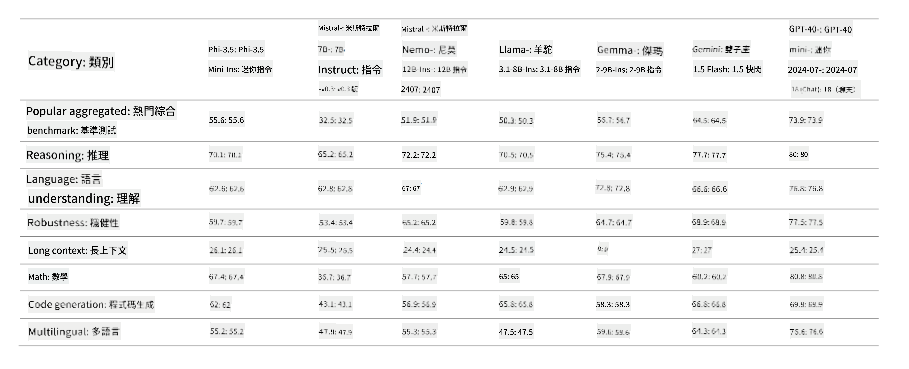 Category: 類別
Phi-3.5: Phi-3.5
Mini-Ins: 迷你指令
Mistral-: 米斯特拉爾
7B-: 7B-
Instruct: 指令
Mistral-: 米斯特拉爾
Nemo-: 尼莫
12B-Ins: 12B 指令
2407: 2407
Llama-: 羊駝
3.1-8B-Ins: 3.1-8B 指令
Gemma-: 傑瑪
2-9B-Ins: 2-9B 指令
Gemini: 雙子座
1.5 Flash: 1.5 快閃
GPT-4O-: GPT-4O
mini-: 迷你
2024-07-: 2024-07
Popular aggregated: 熱門綜合
benchmark: 基準測試
55.6: 55.6
32.5: 32.5
51.9: 51.9
50.3: 50.3
56.7: 56.7
64.5: 64.5
73.9: 73.9
Reasoning: 推理
70.1: 70.1
65.2: 65.2
72.2: 72.2
70.5: 70.5
75.4: 75.4
77.7: 77.7
80: 80
Language: 語言
understanding: 理解
62.6: 62.6
62.8: 62.8
67: 67
62.9: 62.9
72.8: 72.8
66.6: 66.6
76.8: 76.8
Robustness: 穩健性
59.7: 59.7
53.4: 53.4
65.2: 65.2
59.8: 59.8
64.7: 64.7
68.9: 68.9
77.5: 77.5
Long context: 長上下文
26.1: 26.1
25.5: 25.5
24.4: 24.4
24.5: 24.5
27: 27
25.4: 25.4
Math: 數學
67.4: 67.4
57.7: 57.7
65: 65
67.9: 67.9
60.2: 60.2
80.8: 80.8
Code generation: 程式碼生成
62: 62
43.1: 43.1
56.9: 56.9
65.8: 65.8
58.3: 58.3
66.8: 66.8
69.9: 69.9
Multilingual: 多語言
55.2: 55.2
47.9: 47.9
55.3: 55.3
47.5: 47.5
59.6: 59.6
64.3: 64.3
76.6: 76.6